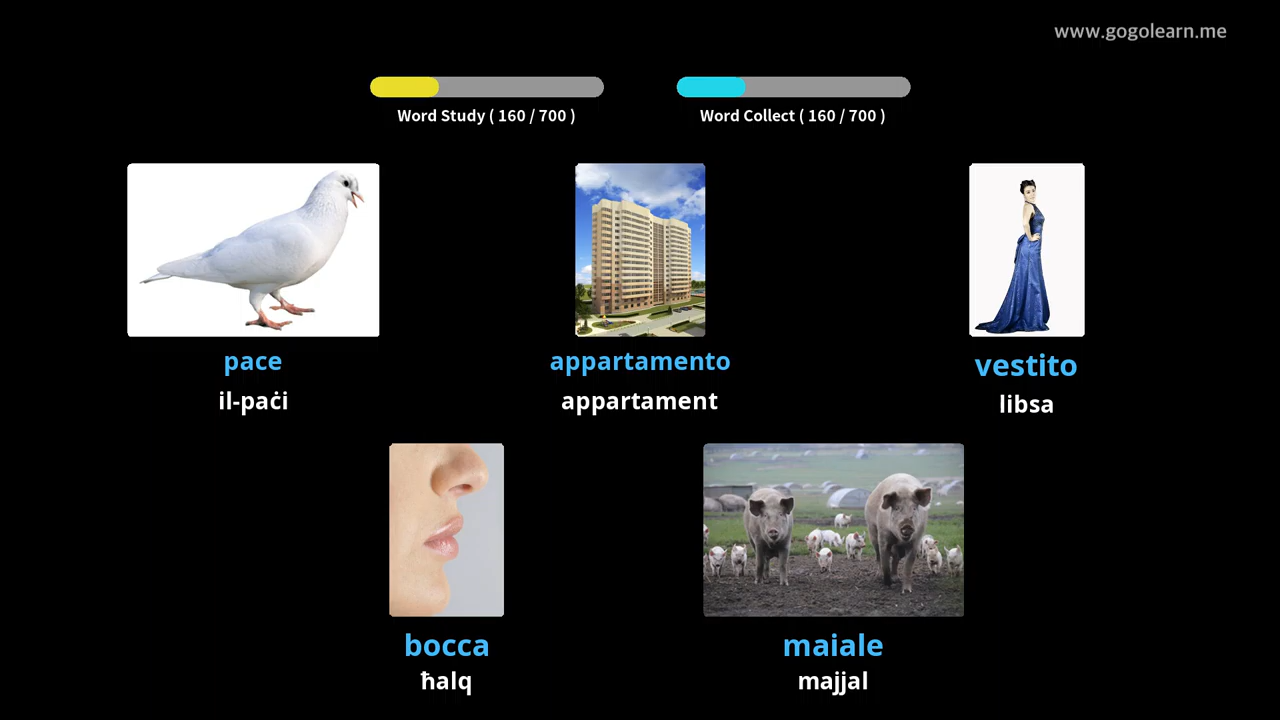 www.gogolearn.me
Word Study ( 160 / 700 )
Word Collect ( 160 / 700 )
pace
il-paċi
appartamento
appartament
vestito
libsa
bocca
ħalq
maiale
majjal